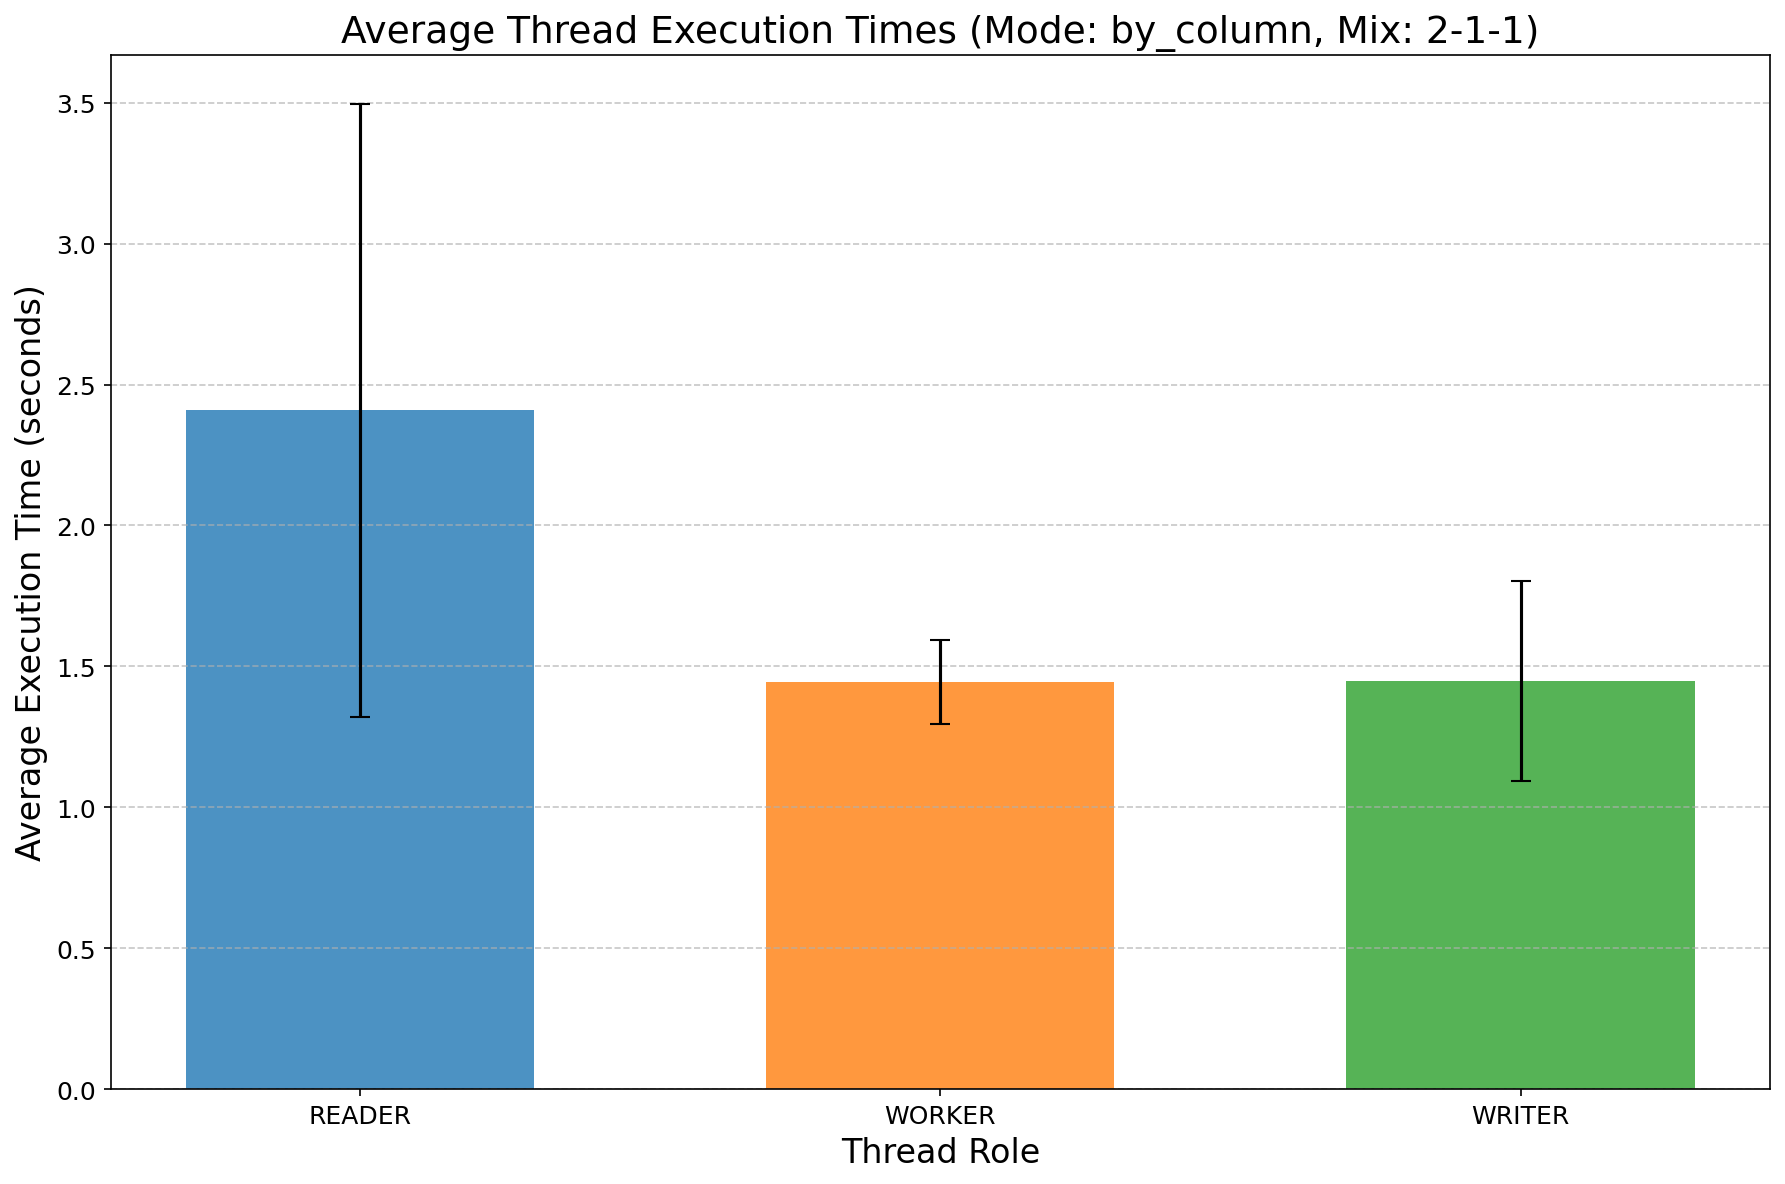 Average Thread Execution Times (Mode: by_column, Mix: 2-1-1)
Average Execution Time (seconds)
3.5
3.0
2.5
2.0
1.5
1.0
0.5
0.0
READER WORKER WRITER
Thread Role